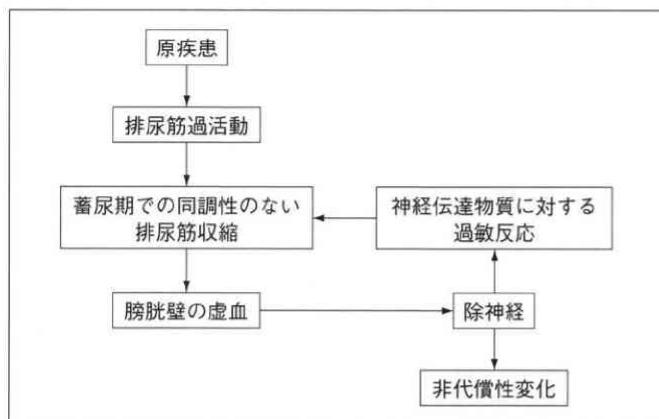 原疾患
排尿筋過活動
蓄尿期での同調性のない
排尿筋収縮
神経伝達物質に対する
過敏反応
膀胱壁の虚血
除神経
非代償性変化